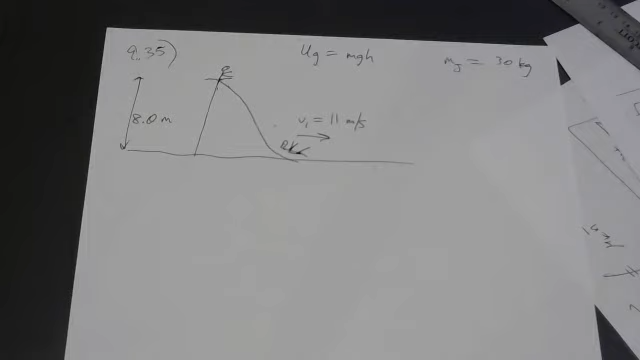 9.35)
Ug = mgh
mJ = 30 kg
8.0 m
v1 = 11 m/s